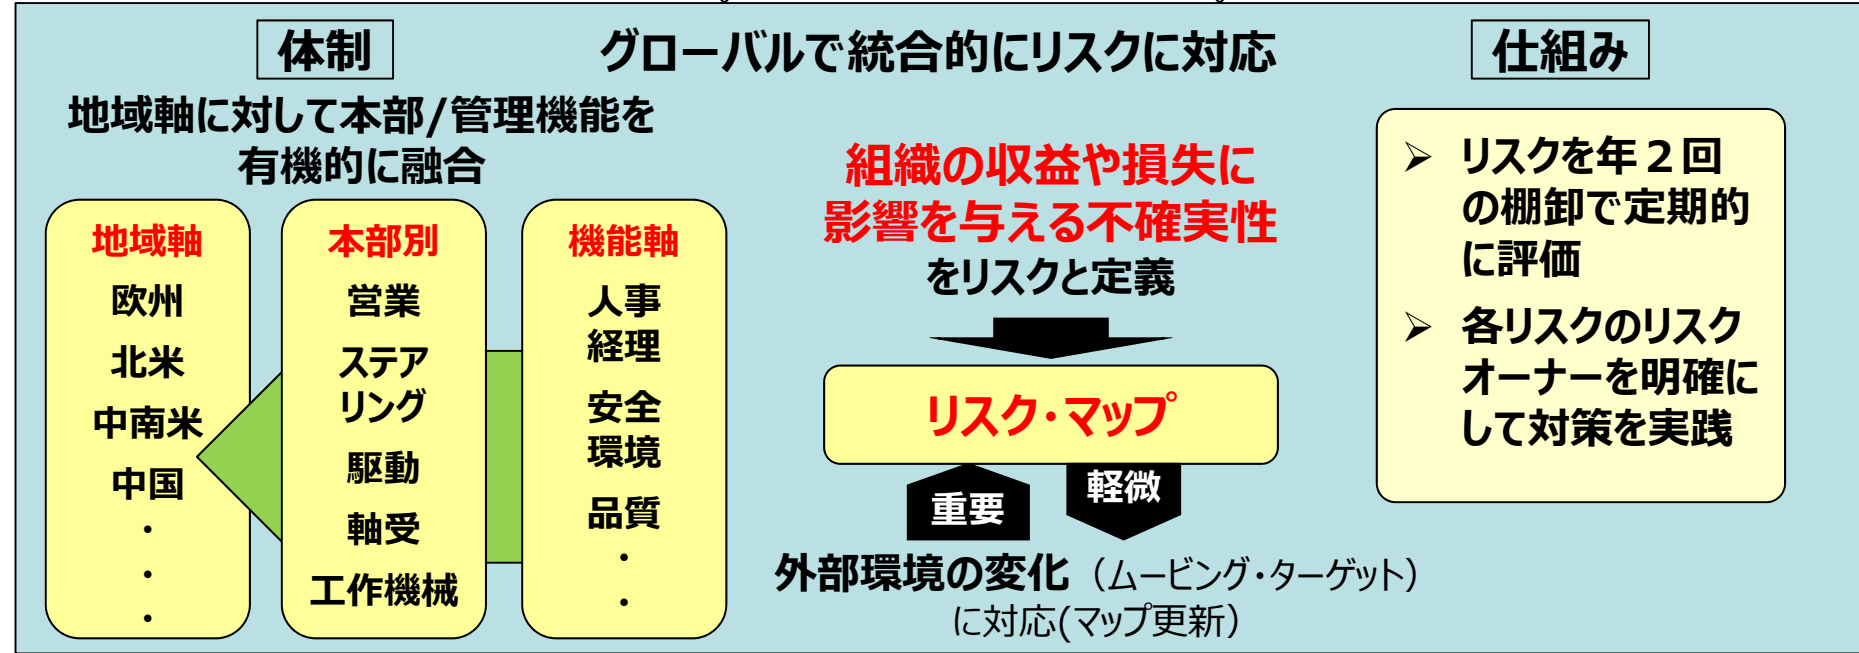 体制
グローバルで統合的にリスクに対応
仕組み
地域軸に対して本部/管理機能を
有機的に融合
地域軸
欧州
北米
中南米
中国
・
・
・
本部別
営業
ステア
リング
駆動
軸受
工作機械
機能軸
人事
経理
安全
環境
品質
・
・
組織の収益や損失に
影響を与える不確実性
をリスクと定義
リスク・マップ
重要
軽微
外部環境の変化（ムービング・ターゲット）
に対応(マップ更新）
➢ リスクを年２回
の棚卸で定期的
に評価
➢ 各リスクのリスク
オーナーを明確に
して対策を実践